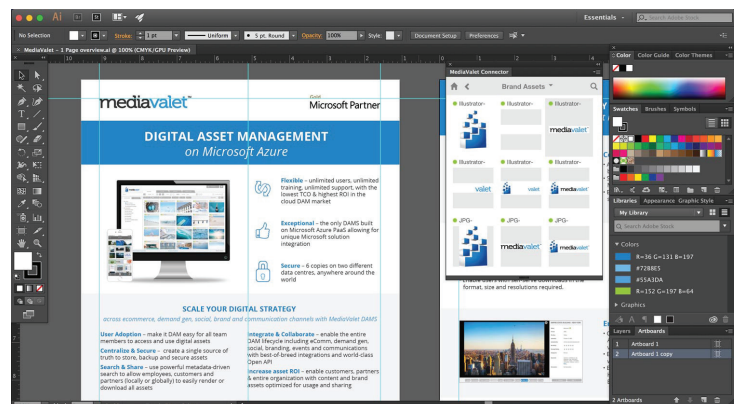 Ai
Essentials
Search Adobe Stock
No Selection
Stroke:
1 pt
Uniform
5 pt. Round
Opacity:
100%
Style:
Document Setup
Preferences
MediaValet - 1 Page overview.ai @ 100% (CMYK/GPU Preview)
mediavalet
Gold
Microsoft Partner
DIGITAL ASSET MANAGEMENT
on Microsoft Azure
Flexible – unlimited users, unlimited
training, unlimited support, with the
lowest TCO & highest ROI in the
cloud DAM market
Exceptional – the only DAMS built
on Microsoft Azure PaaS allowing for
unique Microsoft solution
integration
Secure – 6 copies on two different
data centres, anywhere around the
world
SCALE YOUR DIGITAL STRATEGY
across ecommerce, demand gen, social, brand and communication channels with MediaValet DAMS
User Adoption – make it DAM easy for all team
members to access and use digital assets
Centralize & Secure – create a single source of
truth to store, backup and secure assets
Search & Share – use powerful metadata-driven
search to allow employees, customers and
partners (locally or globally) to easily render or
download all assets
Integrate & Collaborate – enable the entire
DAM lifecycle including eComm, demand gen,
social, branding, events and communications
with best-of-breed integrations and world-class
Open API
Increase asset ROI – enable customers, partners
& entire organization with content and brand
assets optimized for usage and sharing
MediaValet Connector
Brand Assets
Illustrator-
Illustrator-
Illustrator-
mediavalet
Illustrator-
Illustrator-
Illustrator-
valet
valet
mediavalet
JPG-
JPG-
JPG-
mediavalet
mediavalet
format, size and resolutions required.
Color
Color Guide
Color Themes
Swatches
Brushes
Symbols
Libraries
Appearance
Graphic Style
My Library
Search Adobe Stock
Colors
R=36 G=131 B=197
#72B8E5
#55A3DA
R=152 G=197 B=64
Graphics
Layers
Artboards
1
Artboard 1
2
Artboard 1 copy
2 Artboards